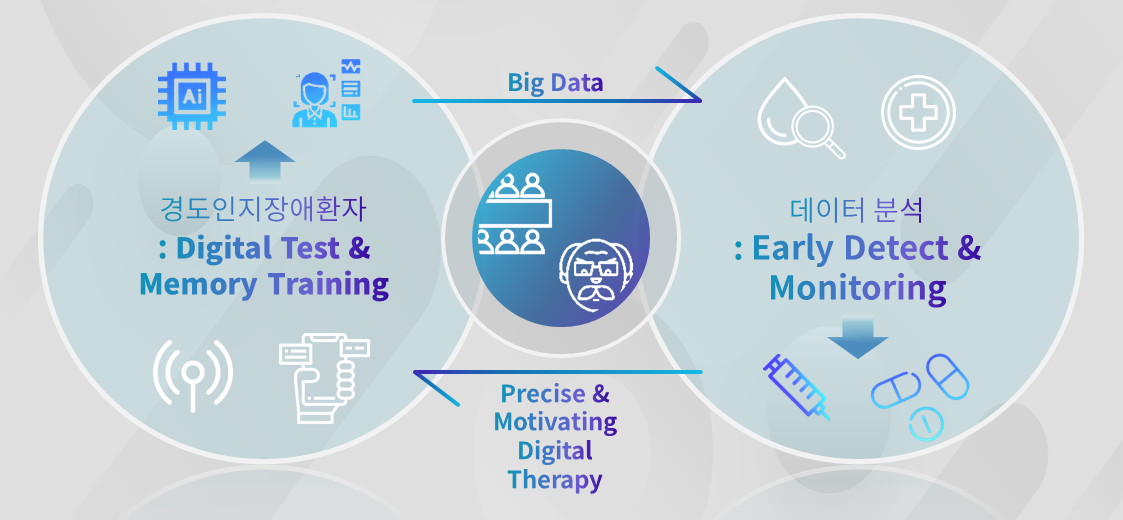 Ai
경도인지장애환자
: Digital Test &
Memory Training
Big Data
Precise &
Motivating
Digital
Therapy
데이터 분석
: Early Detect &
Monitoring